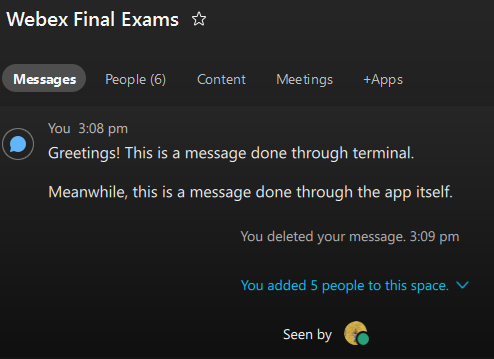 Webex Final Exams
Messages People (6) Content Meetings +Apps
You 3:08 pm
Greetings! This is a message done through terminal.
Meanwhile, this is a message done through the app itself.
You deleted your message. 3:09 pm
You added 5 people to this space.
Seen by